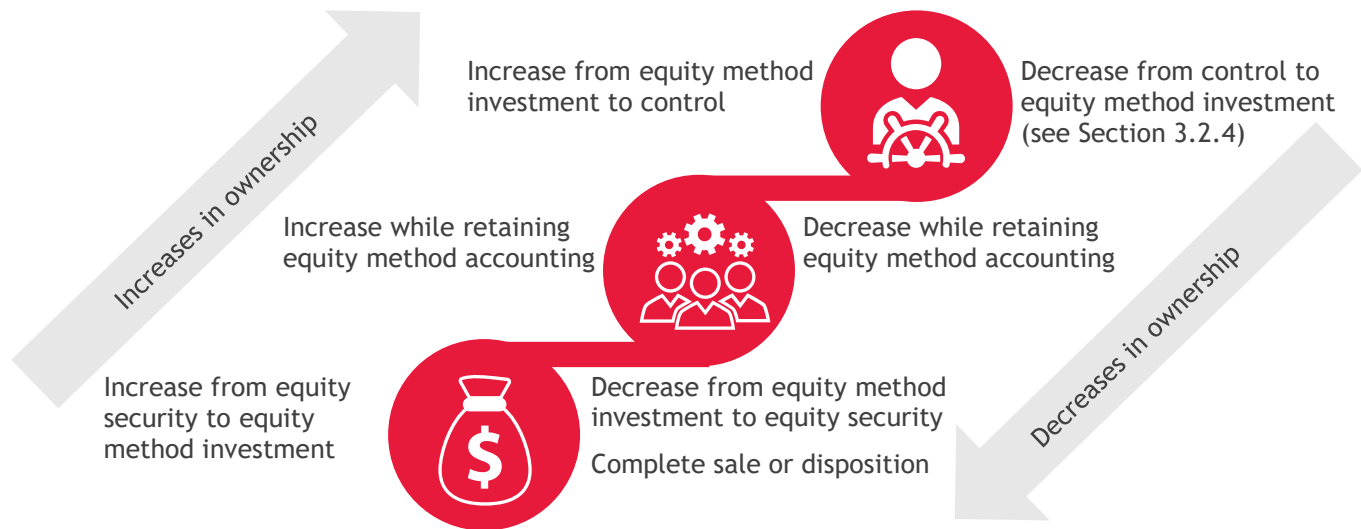 Increase from equity method
investment to control
Decrease from control to
equity method investment
(see Section 3.2.4)
Increases in ownership
Increase while retaining
equity method accounting
Decrease while retaining
equity method accounting
Decreases in ownership
Increase from equity
security to equity
method investment
$
Decrease from equity method
investment to equity security
Complete sale or disposition